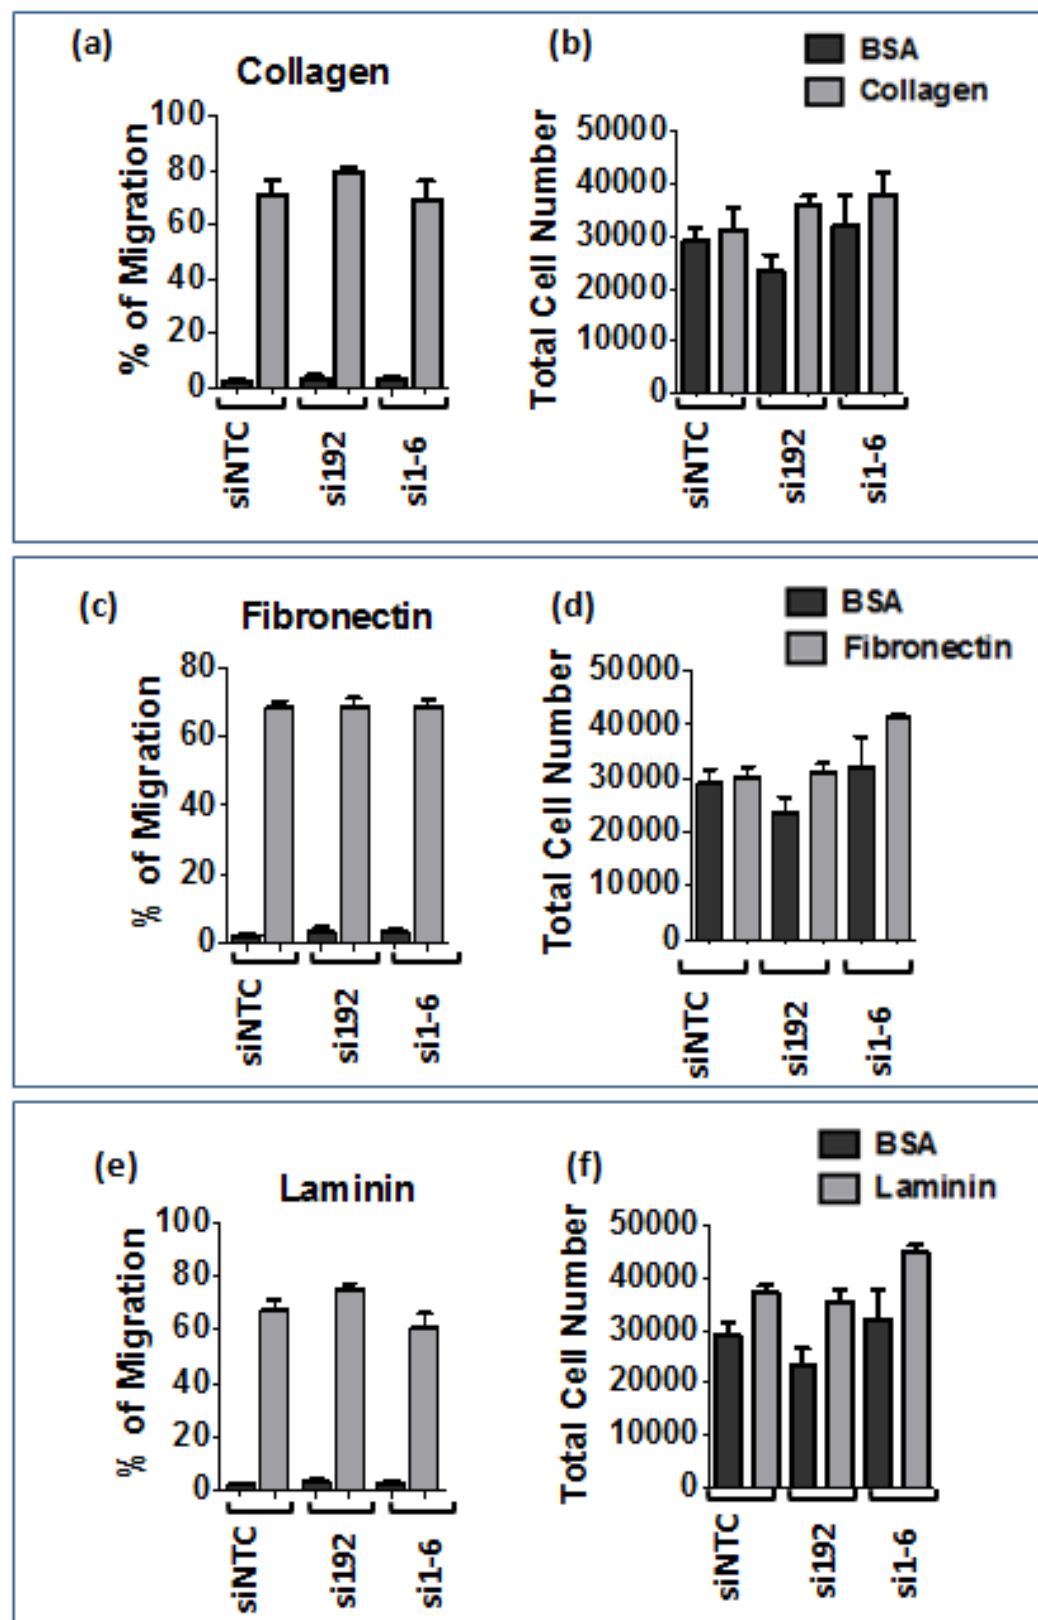 (a)
Collagen
% of Migration
100
80
60
40
20
0
siNTC
si192
si1-6
(b)
BSA
Collagen
Total Cell Number
50000
40000
30000
20000
10000
0
siNTC
si192
si1-6
(c)
Fibronectin
% of Migration
80
60
40
20
0
siNTC
si192
si1-6
(d)
BSA
Fibronectin
Total Cell Number
50000
40000
30000
20000
10000
0
siNTC
si192
si1-6
(e)
Laminin
% of Migration
100
80
60
40
20
0
siNTC
si192
si1-6
(f)
BSA
Laminin
Total Cell Number
50000
40000
30000
20000
10000
0
siNTC
si192
si1-6